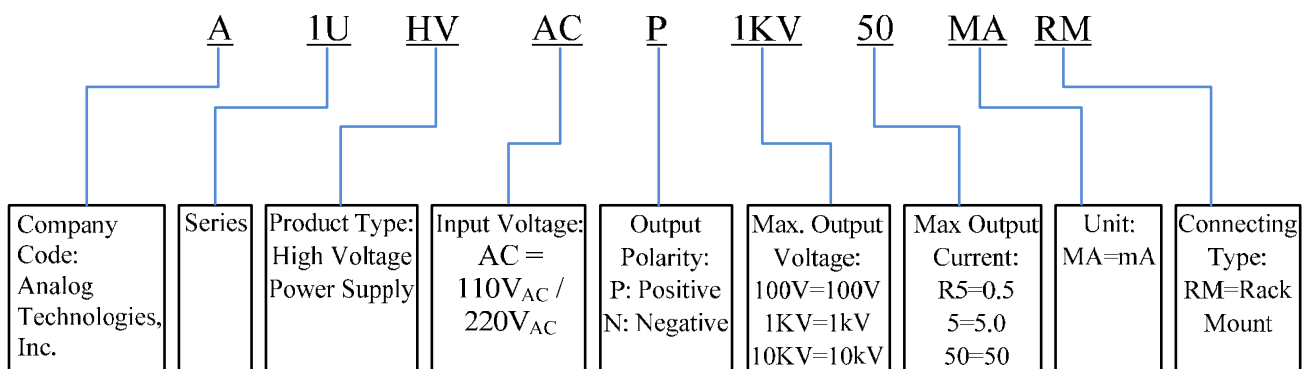 A 1U HV AC P 1KV 50 MA RM
Company
Code:
Analog
Technologies,
Inc.
Series
Product Type:
High Voltage
Power Supply
Input Voltage:
AC =
110VAC /
220VAC
Output
Polarity:
P: Positive
N: Negative
Max. Output
Voltage:
100V=100V
1KV=1kV
10KV=10kV
Max Output
Current:
R5=0.5
5=5.0
50=50
Unit:
MA=mA
Connecting
Type:
RM=Rack
Mount